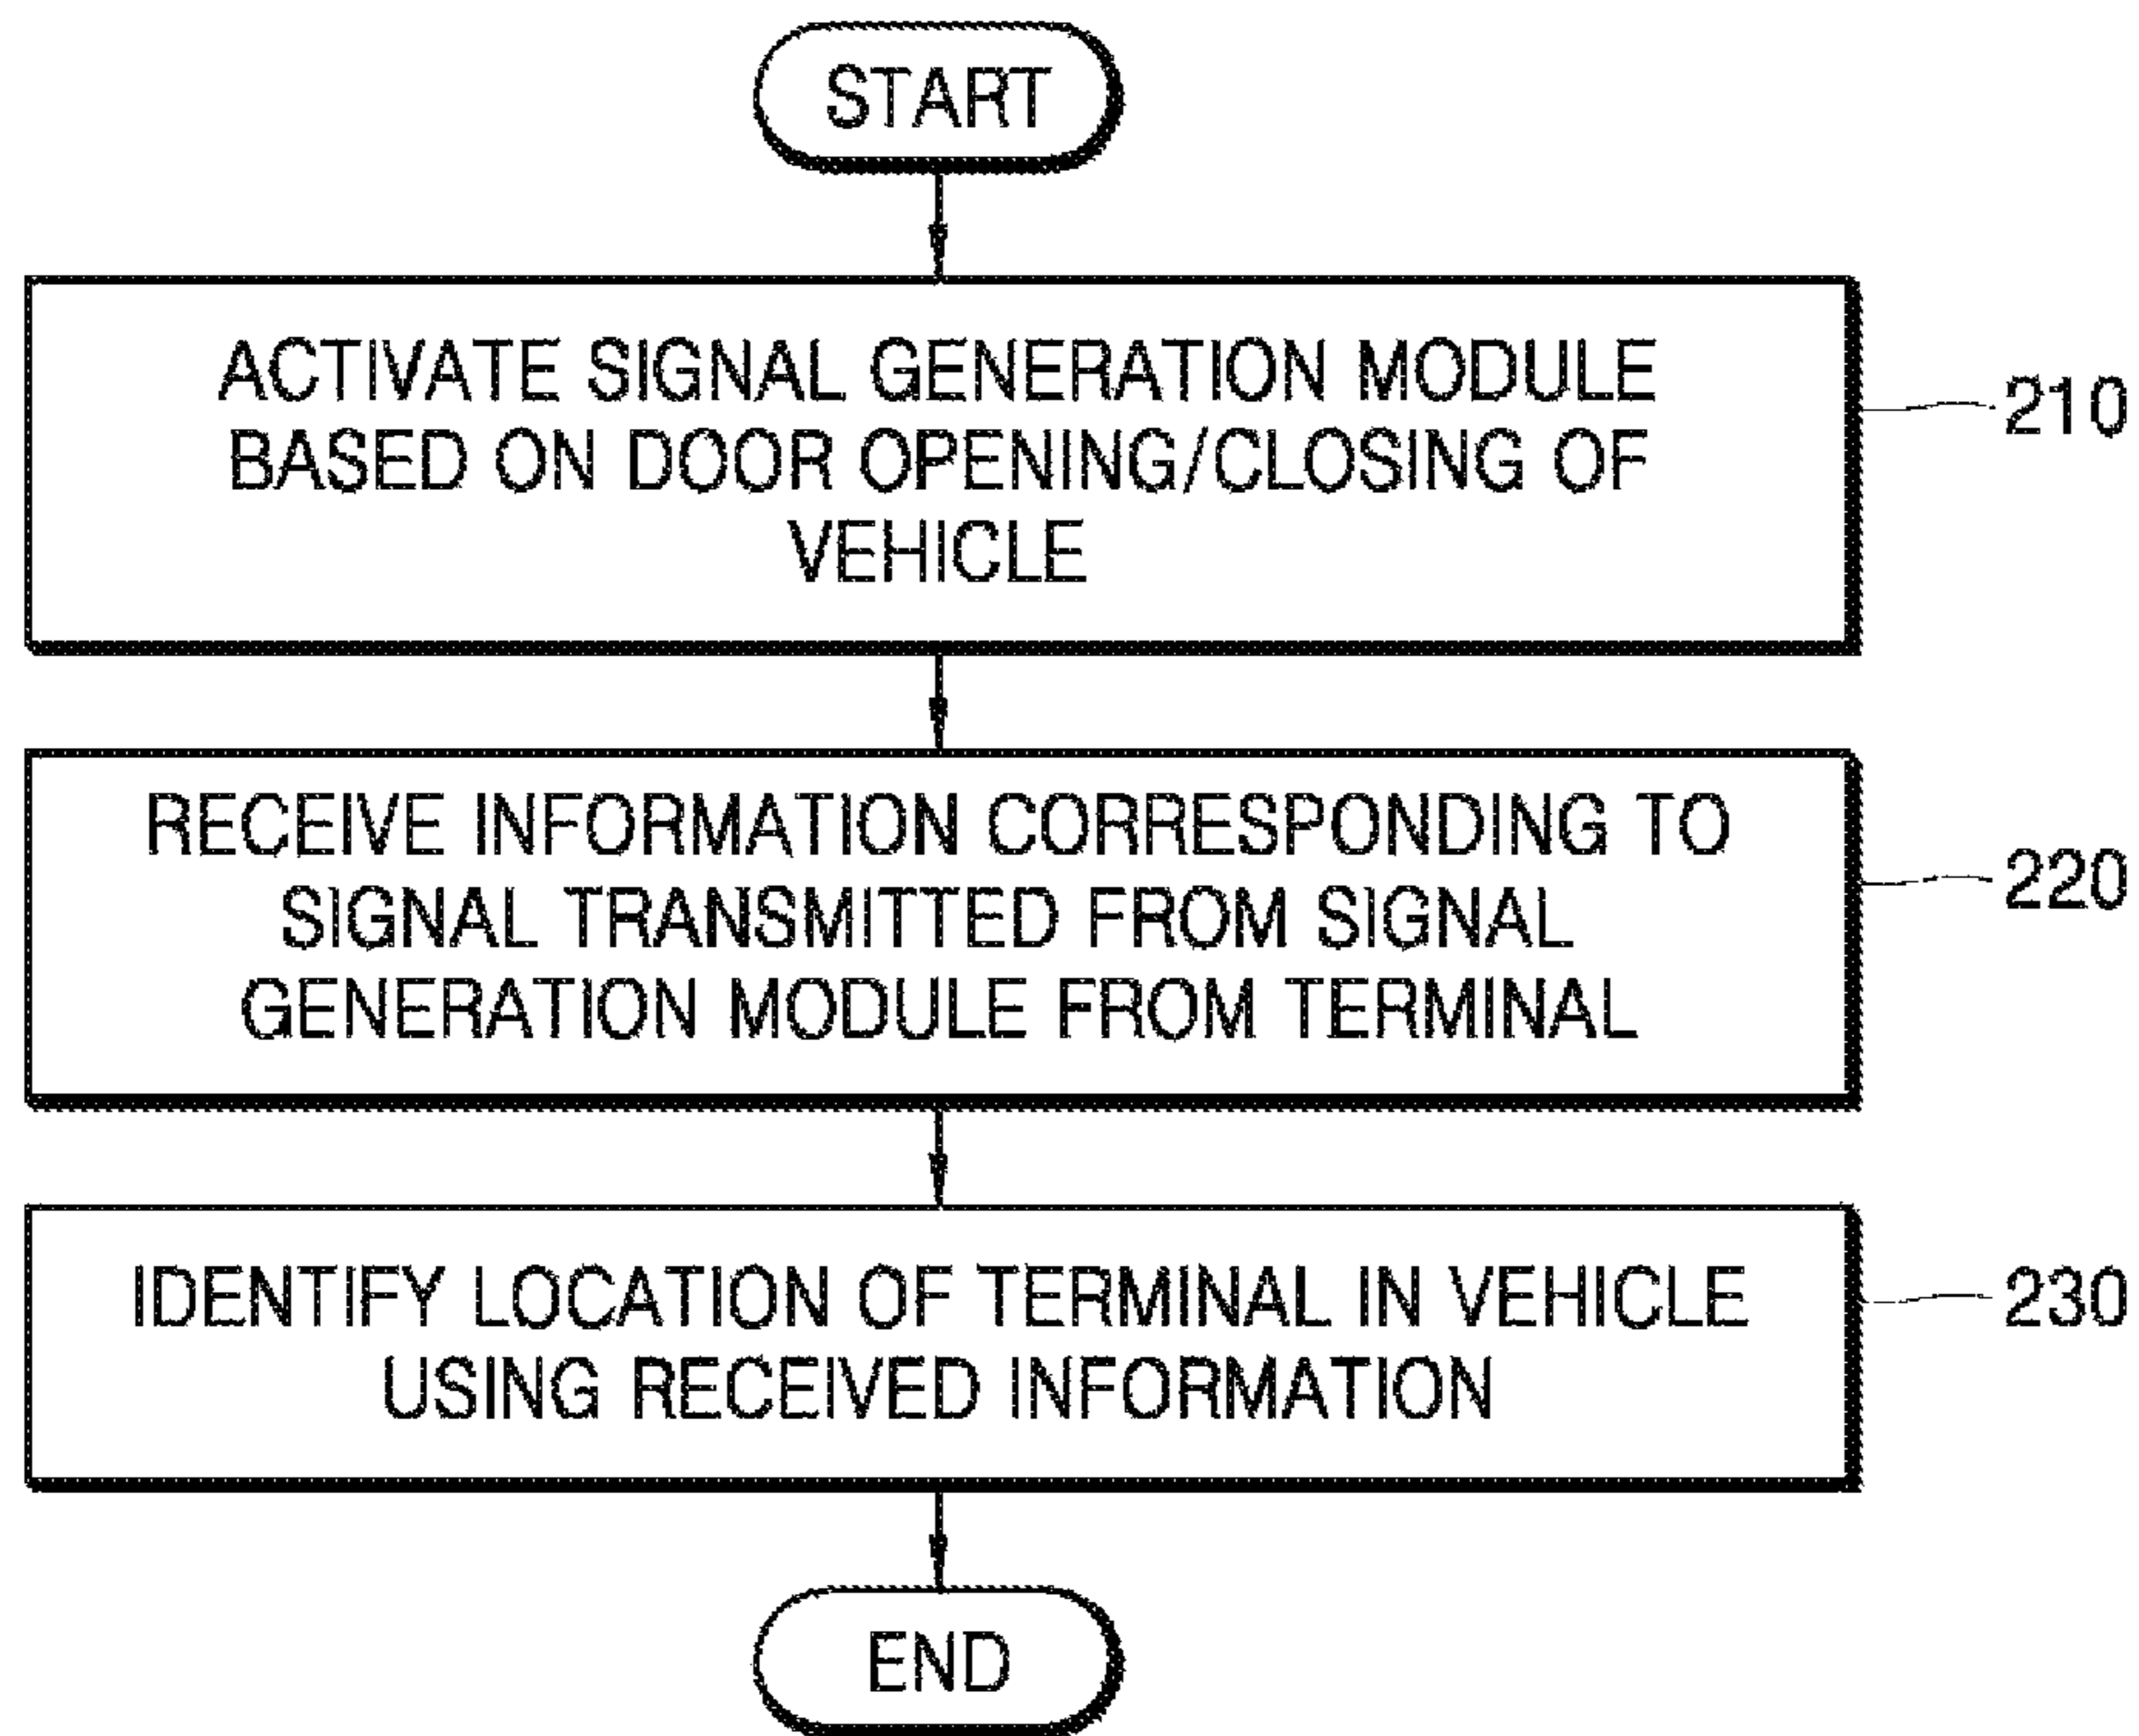 START
ACTIVATE SIGNAL GENERATION MODULE
BASED ON DOOR OPENING/CLOSING OF
VEHICLE
210
RECEIVE INFORMATION CORRESPONDING TO
SIGNAL TRANSMITTED FROM SIGNAL
GENERATION MODULE FROM TERMINAL
220
IDENTIFY LOCATION OF TERMINAL IN VEHICLE
USING RECEIVED INFORMATION
230
END